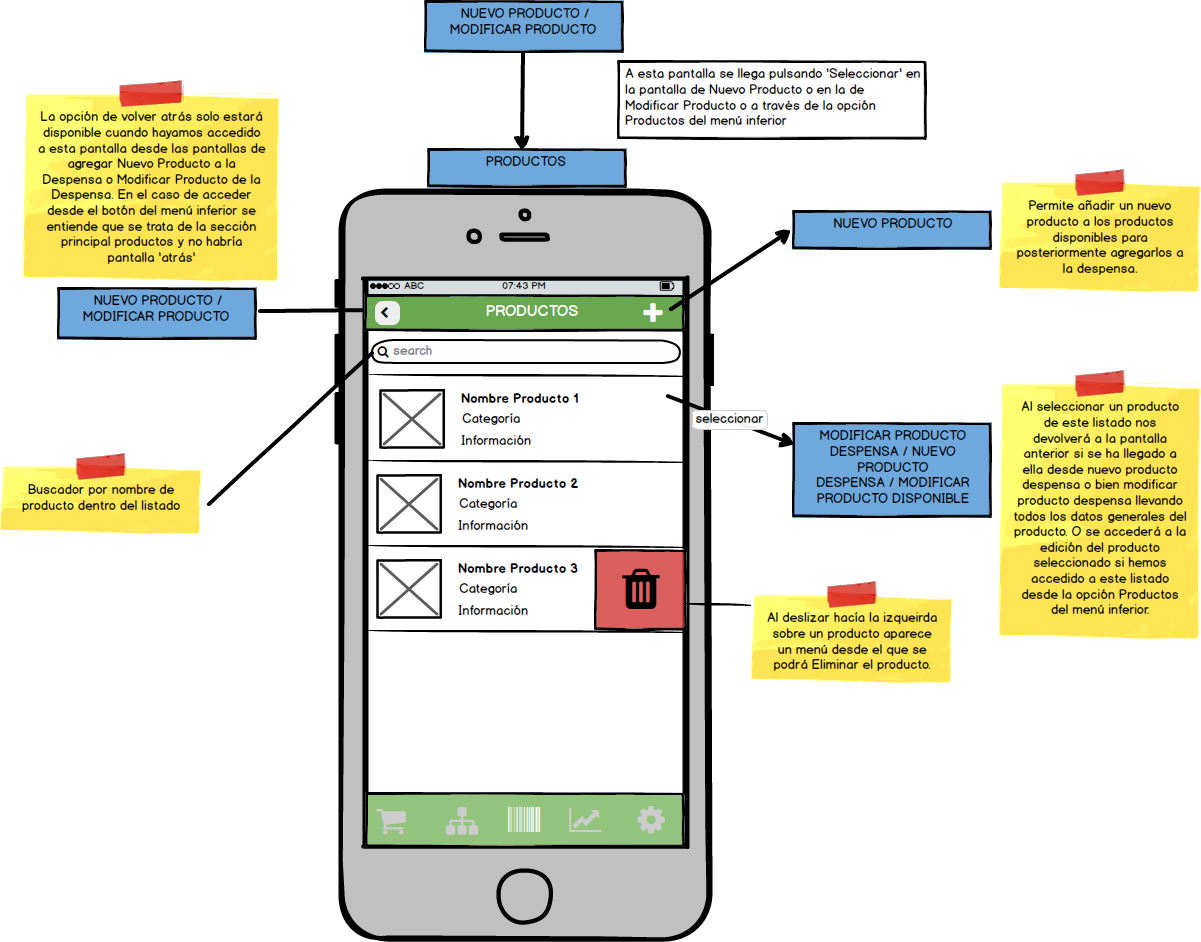 NUEVO PRODUCTO /
MODIFICAR PRODUCTO
A esta pantalla se llega pulsando 'Seleccionar' en
la pantalla de Nuevo Producto o en la de
Modificar Producto o a través de la opción
Productos del menú inferior
La opción de volver atrás solo estará
disponible cuando hayamos accedido
a esta pantalla desde las pantallas de
agregar Nuevo Producto a la
Despensa o Modificar Producto de la
Despensa. En el caso de acceder
desde el botón del menú inferior se
entiende que se trata de la sección
principal productos y no habría
pantalla 'atrás'
PRODUCTOS
NUEVO PRODUCTO
Permite añadir un nuevo
producto a los productos
disponibles para
posteriormente agregarlos a
la despensa.
NUEVO PRODUCTO /
MODIFICAR PRODUCTO
ABC
07:43 PM
PRODUCTOS
search
Nombre Producto 1
Categoría
Información
seleccionar
MODIFICAR PRODUCTO
DESPENSA / NUEVO
PRODUCTO
DESPENSA / MODIFICAR
PRODUCTO DISPONIBLE
Al seleccionar un producto
de este listado nos
devolverá a la pantalla
anterior si se ha llegado a
ella desde nuevo producto
despensa o bien modificar
producto despensa llevando
todos los datos generales del
producto. O se accederá a la
edición del producto
seleccionado si hemos
accedido a este listado
desde la opción Productos
del menú inferior.
Buscador por nombre de
producto dentro del listado
Nombre Producto 2
Categoría
Información
Nombre Producto 3
Categoría
Información
Al deslizar hacía la izqueirda
sobre un producto aparece
un menú desde el que se
podrá Eliminar el producto.